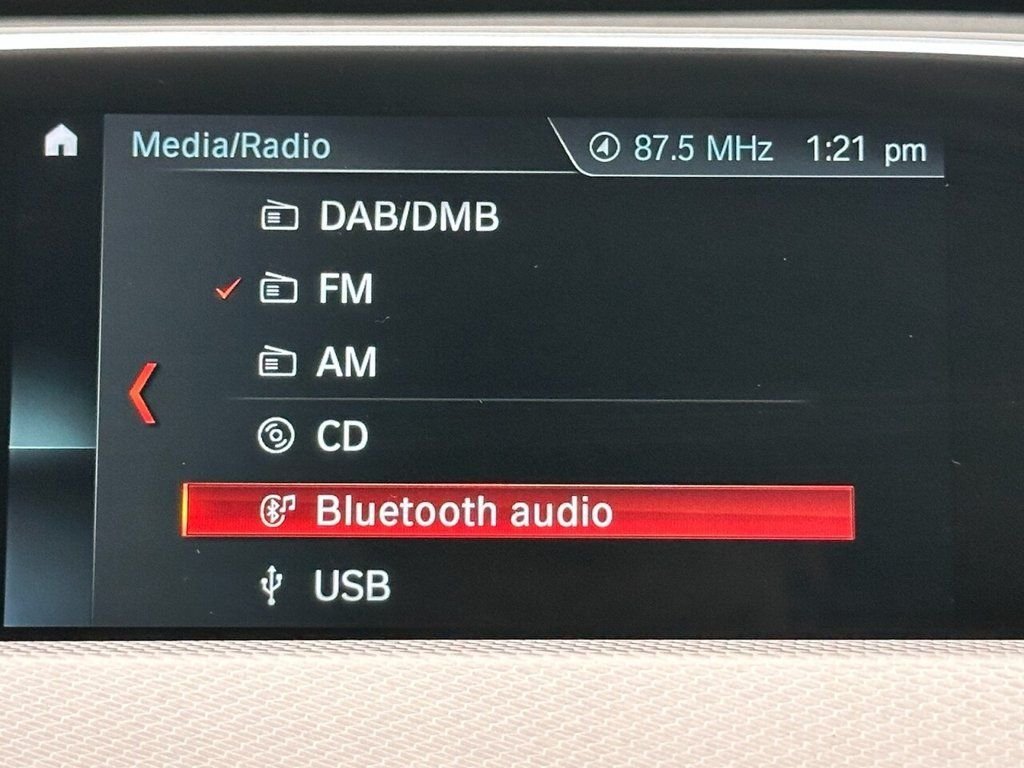 Media/Radio
87.5 MHz 1:21 pm
DAB/DMB
FM
AM
CD
Bluetooth audio
USB